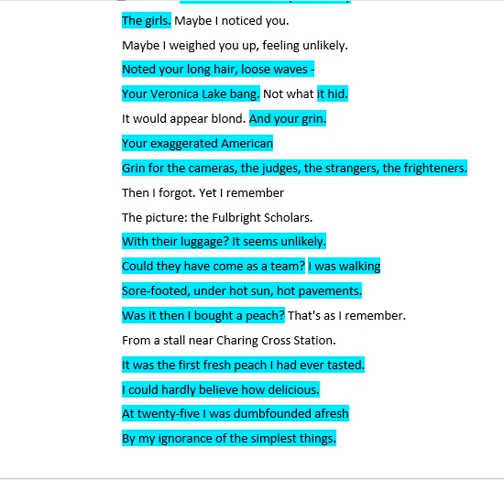 The girls. Maybe I noticed you.
Maybe I weighed you up, feeling unlikely.
Noted your long hair, loose waves -
Your Veronica Lake bang. Not what it hid.
It would appear blond. And your grin.
Your exaggerated American
Grin for the cameras, the judges, the strangers, the frighteners.
Then I forgot. Yet I remember
The picture: the Fulbright Scholars.
With their luggage? It seems unlikely.
Could they have come as a team? I was walking
Sore-footed, under hot sun, hot pavements.
Was it then I bought a peach? That's as I remember.
From a stall near Charing Cross Station.
It was the first fresh peach I had ever tasted.
I could hardly believe how delicious.
At twenty-five I was dumbfounded afresh
By my ignorance of the simplest things.